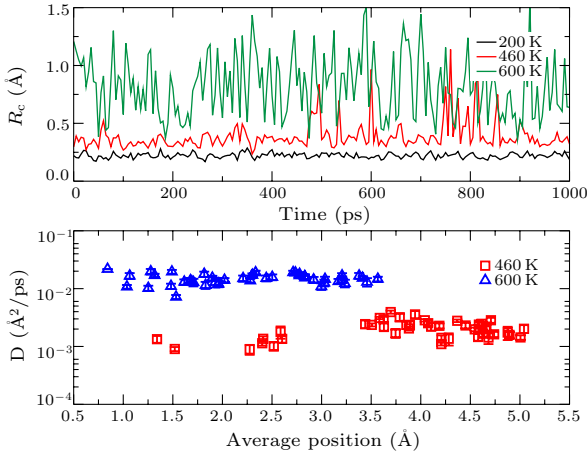 1.5
1.0
0.5
0.0
R_c (Å)
200 K
460 K
600 K
0 200 400 600 800 1000
Time (ps)
10⁻¹
10⁻²
10⁻³
10⁻⁴
D (Å²/ps)
460 K
600 K
0.5 1.0 1.5 2.0 2.5 3.0 3.5 4.0 4.5 5.0 5.5
Average position (Å)